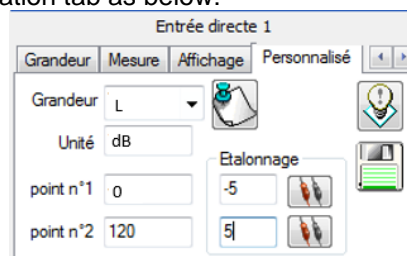 ation tab as below:
Entrée directe 1
Grandeur Mesure Affichage Personnalisé
Grandeur L
Unité dB
Etalonnage
point n°1 0 -5
point n°2 120 5